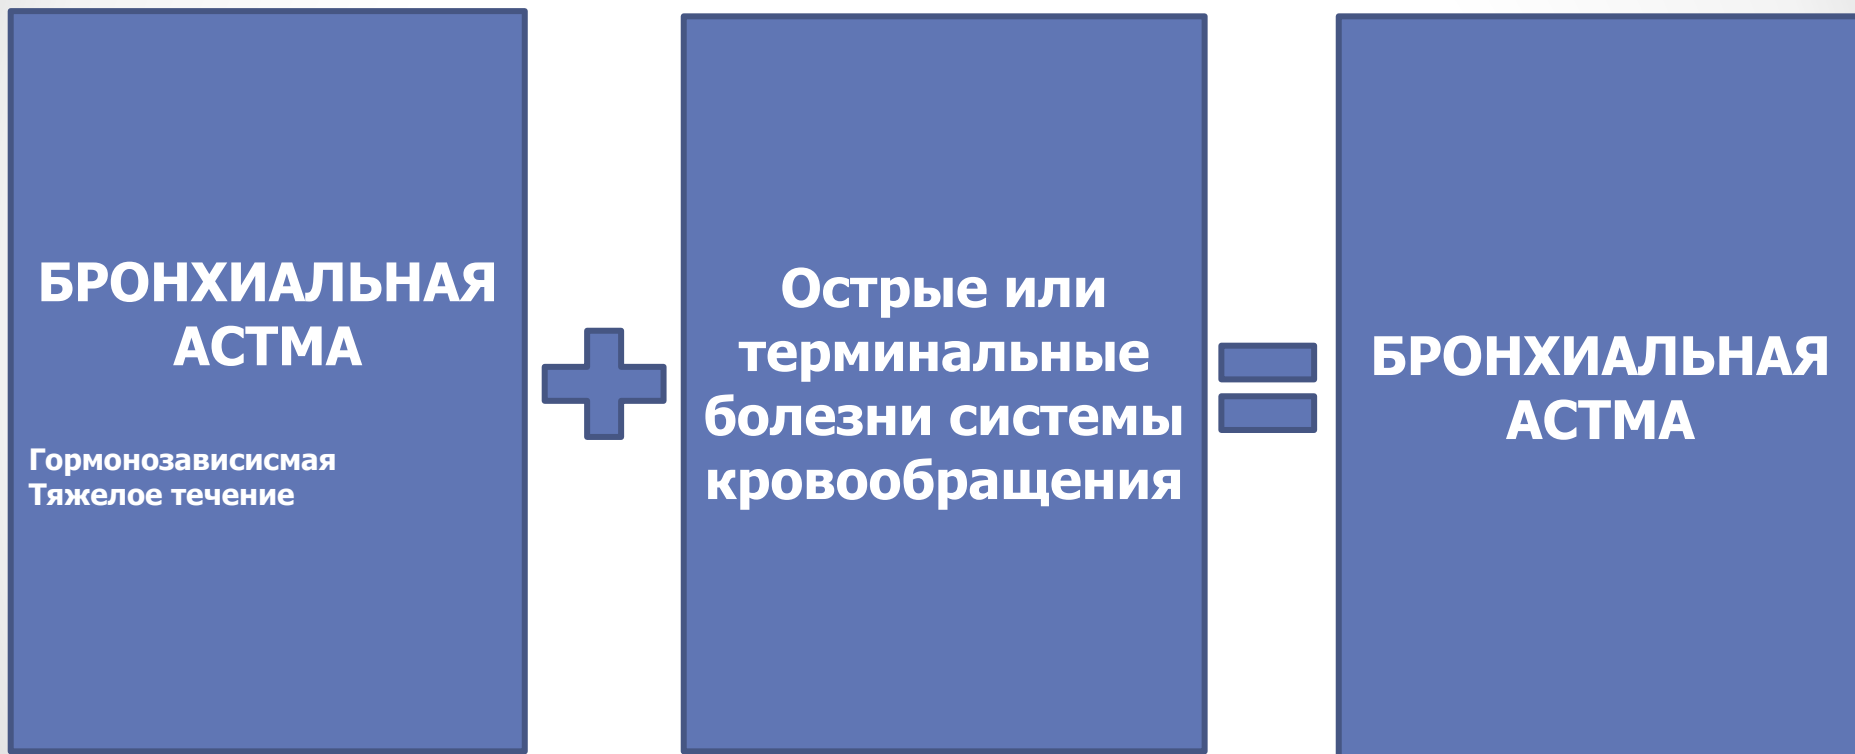 БРОНХИАЛЬНАЯ
АСТМА
Гормонозависисмая
Тяжелое течение
Острые или
терминальные
болезни системы
кровообращения
БРОНХИАЛЬНАЯ
АСТМА